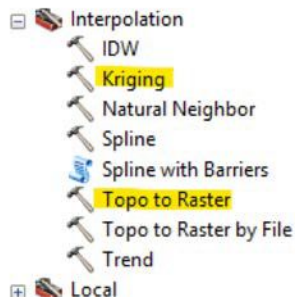 Interpolation
IDW
Kriging
Natural Neighbor
Spline
Spline with Barriers
Topo to Raster
Topo to Raster by File
Trend
Local